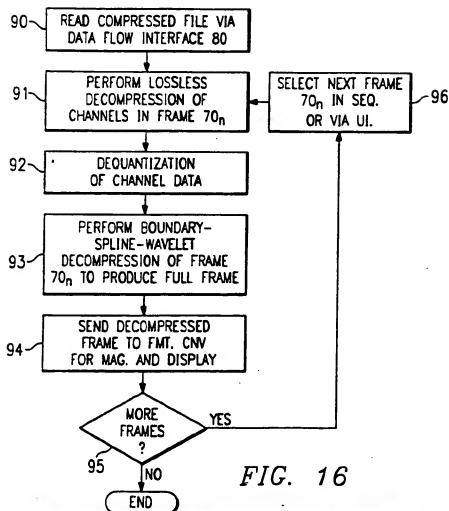 90
READ COMPRESSED FILE VIA
DATA FLOW INTERFACE 80
91
PERFORM LOSSLESS
DECOMPRESSION OF
CHANNELS IN FRAME 70n
SELECT NEXT FRAME
70n IN SEQ.
OR VIA UI.
96
92
DEQUANTIZATION
OF CHANNEL DATA
93
PERFORM BOUNDARY-
SPLINE-WAVELET
DECOMPRESSION OF FRAME
70n TO PRODUCE FULL FRAME
94
SEND DECOMPRESSED
FRAME TO FMT. CNV
FOR MAG. AND DISPLAY
MORE
FRAMES
?
YES
95
NO
END
FIG. 16